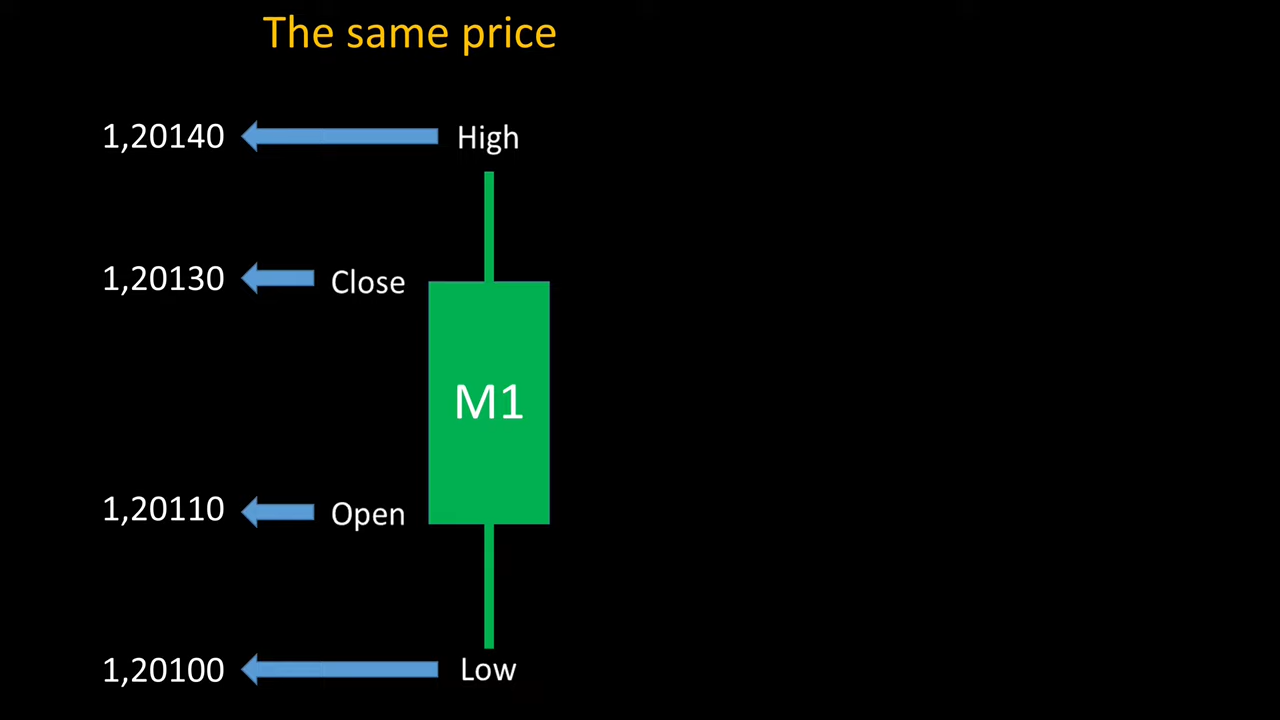 The same price
1,20140 High
1,20130 Close
M1
1,20110 Open
1,20100 Low